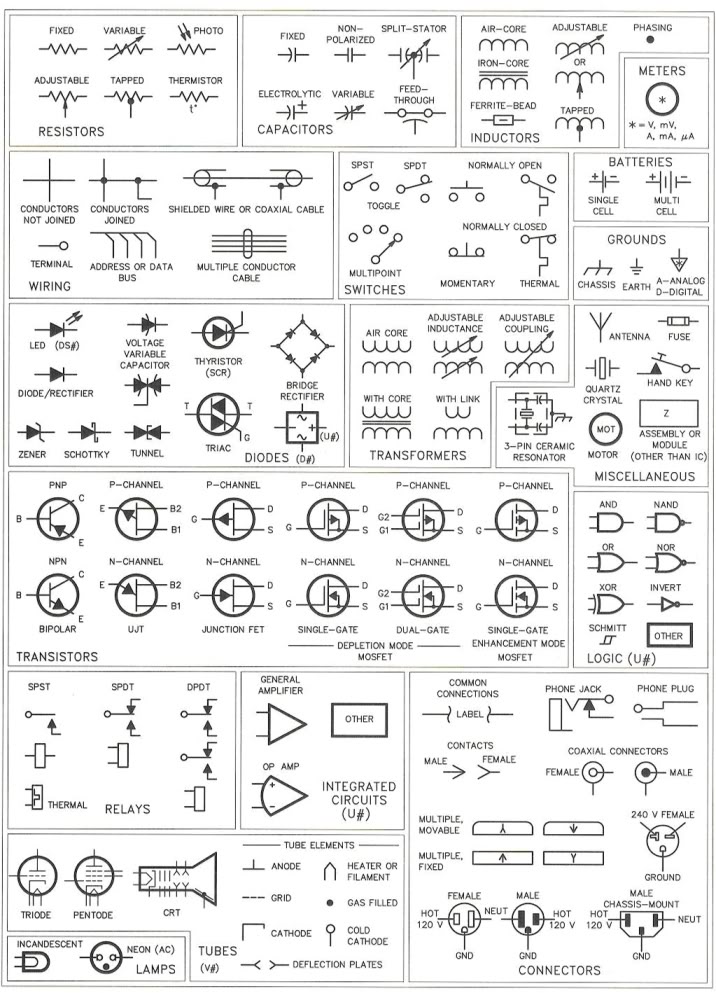 FIXED
VARIABLE
PHOTO
ADJUSTABLE
TAPPED
THERMISTOR
t°
RESISTORS
FIXED
NON-
POLARIZED
SPLIT-STATOR
ELECTROLYTIC
+
VARIABLE
FEED-
THROUGH
CAPACITORS
AIR-CORE
ADJUSTABLE
IRON-CORE
OR
FERRITE-BEAD
TAPPED
INDUCTORS
PHASING
METERS
*
* = V, mV,
A, mA, µA
CONDUCTORS
NOT JOINED
CONDUCTORS
JOINED
SHIELDED WIRE OR COAXIAL CABLE
TERMINAL
ADDRESS OR DATA
BUS
MULTIPLE CONDUCTOR
CABLE
WIRING
SPST
SPDT
TOGGLE
NORMALLY OPEN
NORMALLY CLOSED
MULTIPOINT
MOMENTARY
THERMAL
SWITCHES
BATTERIES
+ -
+ -
SINGLE
CELL
MULTI
CELL
GROUNDS
A
CHASSIS
EARTH
A-ANALOG
D-DIGITAL
LED (DS#)
VOLTAGE
VARIABLE
CAPACITOR
THYRISTOR
(SCR)
BRIDGE
RECTIFIER
DIODE/RECTIFIER
ZENER
SCHOTTKY
TUNNEL
T
T
G
TRIAC
~
- +
~
(U#)
DIODES (D#)
AIR CORE
ADJUSTABLE
INDUCTANCE
ADJUSTABLE
COUPLING
WITH CORE
WITH LINK
TRANSFORMERS
3-PIN CERAMIC
RESONATOR
ANTENNA
FUSE
QUARTZ
CRYSTAL
HAND KEY
MOT
MOTOR
Z
ASSEMBLY OR
MODULE
(OTHER THAN IC)
MISCELLANEOUS
PNP
B
C
E
P-CHANNEL
E
B2
B1
P-CHANNEL
G
D
S
P-CHANNEL
G
D
S
P-CHANNEL
G2
G1
D
S
P-CHANNEL
G
D
S
NPN
B
C
E
BIPOLAR
N-CHANNEL
E
B2
B1
UJT
N-CHANNEL
G
D
S
JUNCTION FET
N-CHANNEL
G
D
S
SINGLE-GATE
N-CHANNEL
G2
G1
D
S
DUAL-GATE
DEPLETION MODE
MOSFET
N-CHANNEL
G
D
S
SINGLE-GATE
ENHANCEMENT MODE
MOSFET
TRANSISTORS
AND
NAND
OR
NOR
XOR
INVERT
SCHMITT
OTHER
LOGIC (U#)
SPST
SPDT
DPDT
THERMAL
RELAYS
GENERAL
AMPLIFIER
OTHER
OP AMP
+
-
INTEGRATED
CIRCUITS
(U#)
COMMON
CONNECTIONS
LABEL
PHONE JACK
PHONE PLUG
CONTACTS
MALE
FEMALE
COAXIAL CONNECTORS
FEMALE
MALE
MULTIPLE,
MOVABLE
MULTIPLE,
FIXED
240 V FEMALE
GROUND
FEMALE
HOT
120 V
NEUT
GND
MALE
HOT
120 V
GND
MALE
CHASSIS-MOUNT
HOT
120 V
NEUT
GND
CONNECTORS
TRIODE
PENTODE
CRT
TUBE ELEMENTS
ANODE
HEATER OR
FILAMENT
GRID
GAS FILLED
CATHODE
COLD
CATHODE
DEFLECTION PLATES
TUBES
(V#)
INCANDESCENT
NEON (AC)
LAMPS